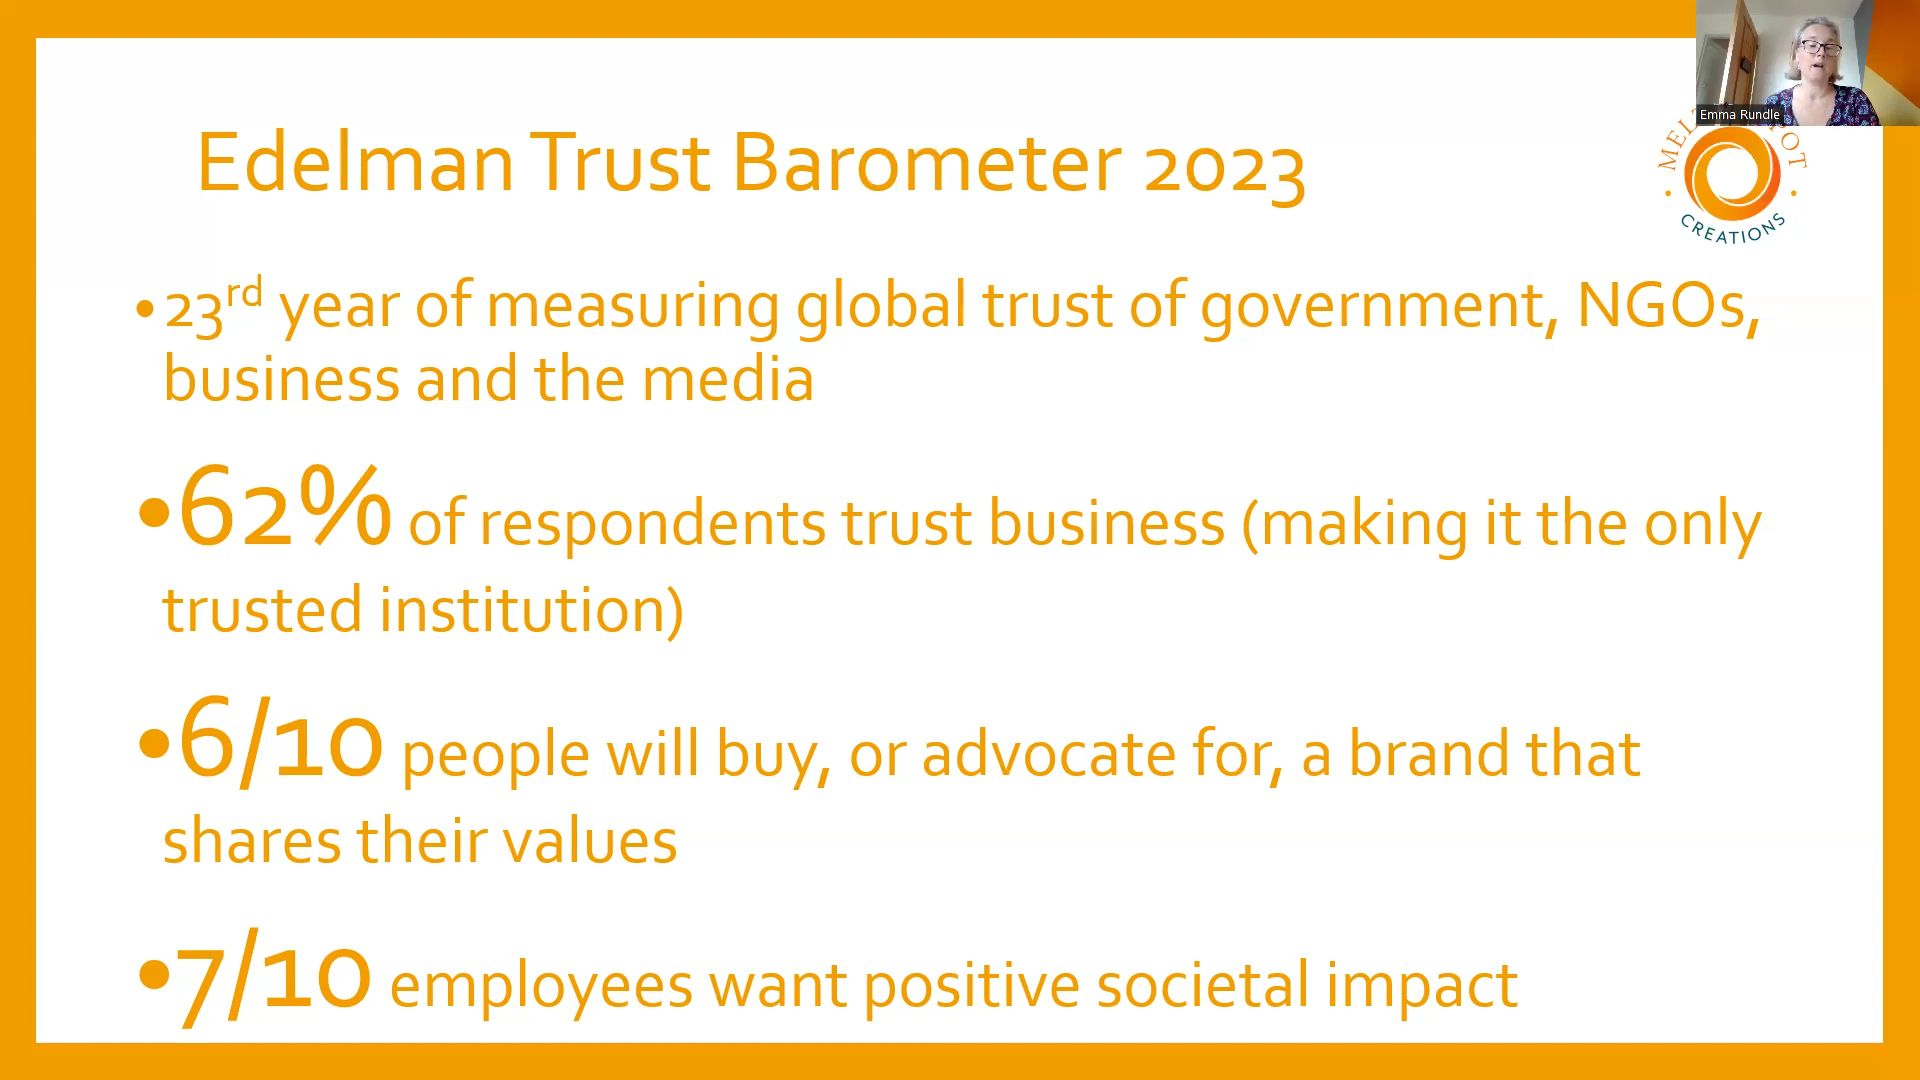 Emma Rundle
Edelman Trust Barometer 2023
CREATIONS
•23rd year of measuring global trust of government, NGOs,
business and the media
•62% of respondents trust business (making it the only
trusted institution)
•6/10 people will buy, or advocate for, a brand that
shares their values
•7/10 employees want positive societal impact